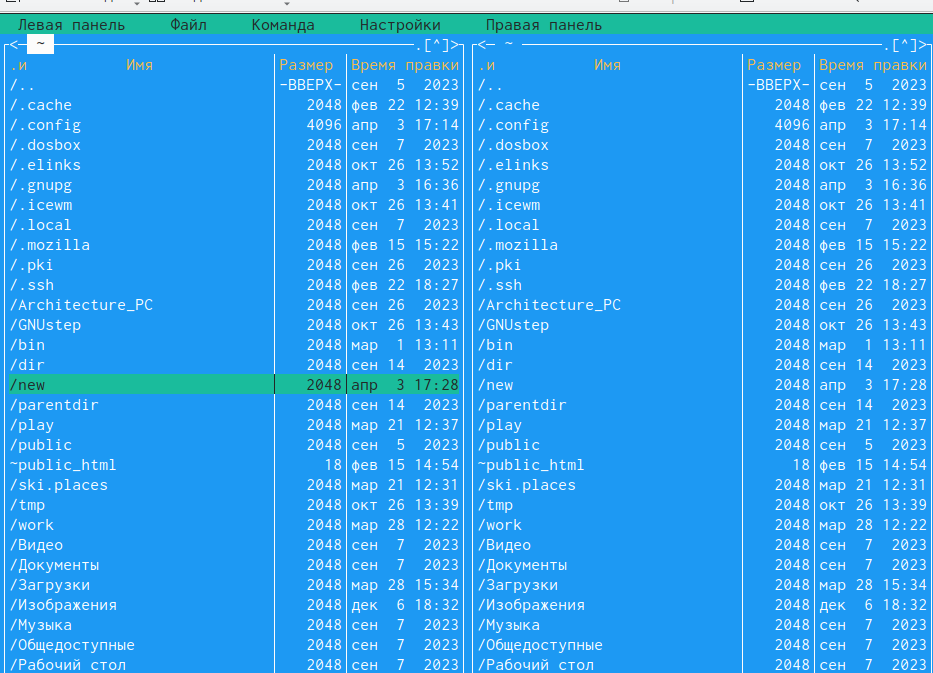 Левая панель Файл Команда Настройки Правая панель
<─ ~ .[^]> <─ ~ .[^]>
.и Имя Размер Время правки .и Имя Размер Время правки
/.. -ВВЕРХ- сен 5 2023 /.. -ВВЕРХ- сен 5 2023
/.cache 2048 фев 22 12:39 /.cache 2048 фев 22 12:39
/.config 4096 апр 3 17:14 /.config 4096 апр 3 17:14
/.dosbox 2048 сен 7 2023 /.dosbox 2048 сен 7 2023
/.elinks 2048 окт 26 13:52 /.elinks 2048 окт 26 13:52
/.gnupg 2048 апр 3 16:36 /.gnupg 2048 апр 3 16:36
/.icewm 2048 окт 26 13:41 /.icewm 2048 окт 26 13:41
/.local 2048 сен 7 2023 /.local 2048 сен 7 2023
/.mozilla 2048 фев 15 15:22 /.mozilla 2048 фев 15 15:22
/.pki 2048 сен 26 2023 /.pki 2048 сен 26 2023
/.ssh 2048 фев 22 18:27 /.ssh 2048 фев 22 18:27
/Architecture_PC 2048 сен 26 2023 /Architecture_PC 2048 сен 26 2023
/GNUstep 2048 окт 26 13:43 /GNUstep 2048 окт 26 13:43
/bin 2048 мар 1 13:11 /bin 2048 мар 1 13:11
/dir 2048 сен 14 2023 /dir 2048 сен 14 2023
/new 2048 апр 3 17:28 /new 2048 апр 3 17:28
/parentdir 2048 сен 14 2023 /parentdir 2048 сен 14 2023
/play 2048 мар 21 12:37 /play 2048 мар 21 12:37
/public 2048 сен 5 2023 /public 2048 сен 5 2023
~public_html 18 фев 15 14:54 ~public_html 18 фев 15 14:54
/ski.places 2048 мар 21 12:31 /ski.places 2048 мар 21 12:31
/tmp 2048 окт 26 13:39 /tmp 2048 окт 26 13:39
/work 2048 мар 28 12:22 /work 2048 мар 28 12:22
/Видео 2048 сен 7 2023 /Видео 2048 сен 7 2023
/Документы 2048 сен 7 2023 /Документы 2048 сен 7 2023
/Загрузки 2048 мар 28 15:34 /Загрузки 2048 мар 28 15:34
/Изображения 2048 дек 6 18:32 /Изображения 2048 дек 6 18:32
/Музыка 2048 сен 7 2023 /Музыка 2048 сен 7 2023
/Общедоступные 2048 сен 7 2023 /Общедоступные 2048 сен 7 2023
/Рабочий стол 2048 сен 7 2023 /Рабочий стол 2048 сен 7 2023